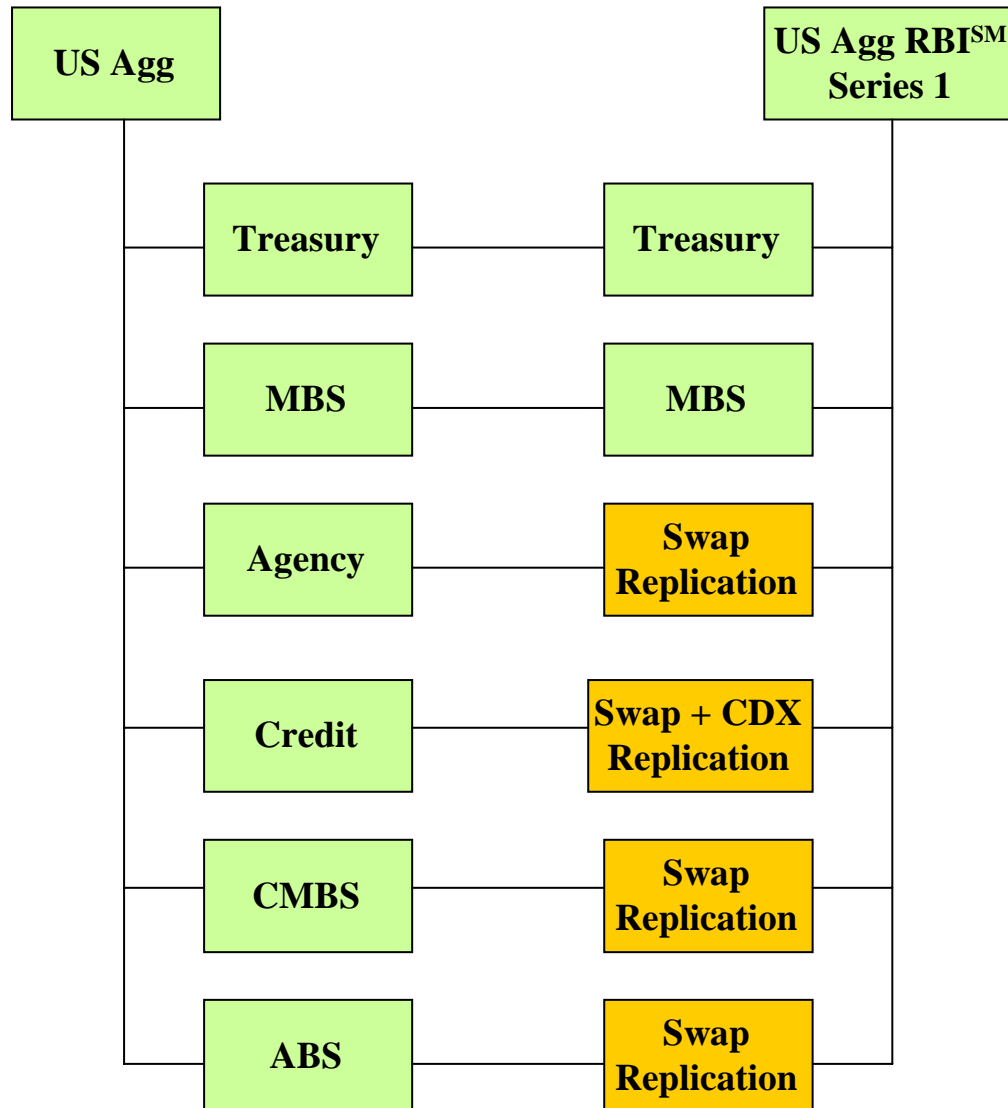 US Agg
US Agg RBI℠
Series 1
Treasury
Treasury
MBS
MBS
Agency
Swap
Replication
Credit
Swap + CDX
Replication
CMBS
Swap
Replication
ABS
Swap
Replication